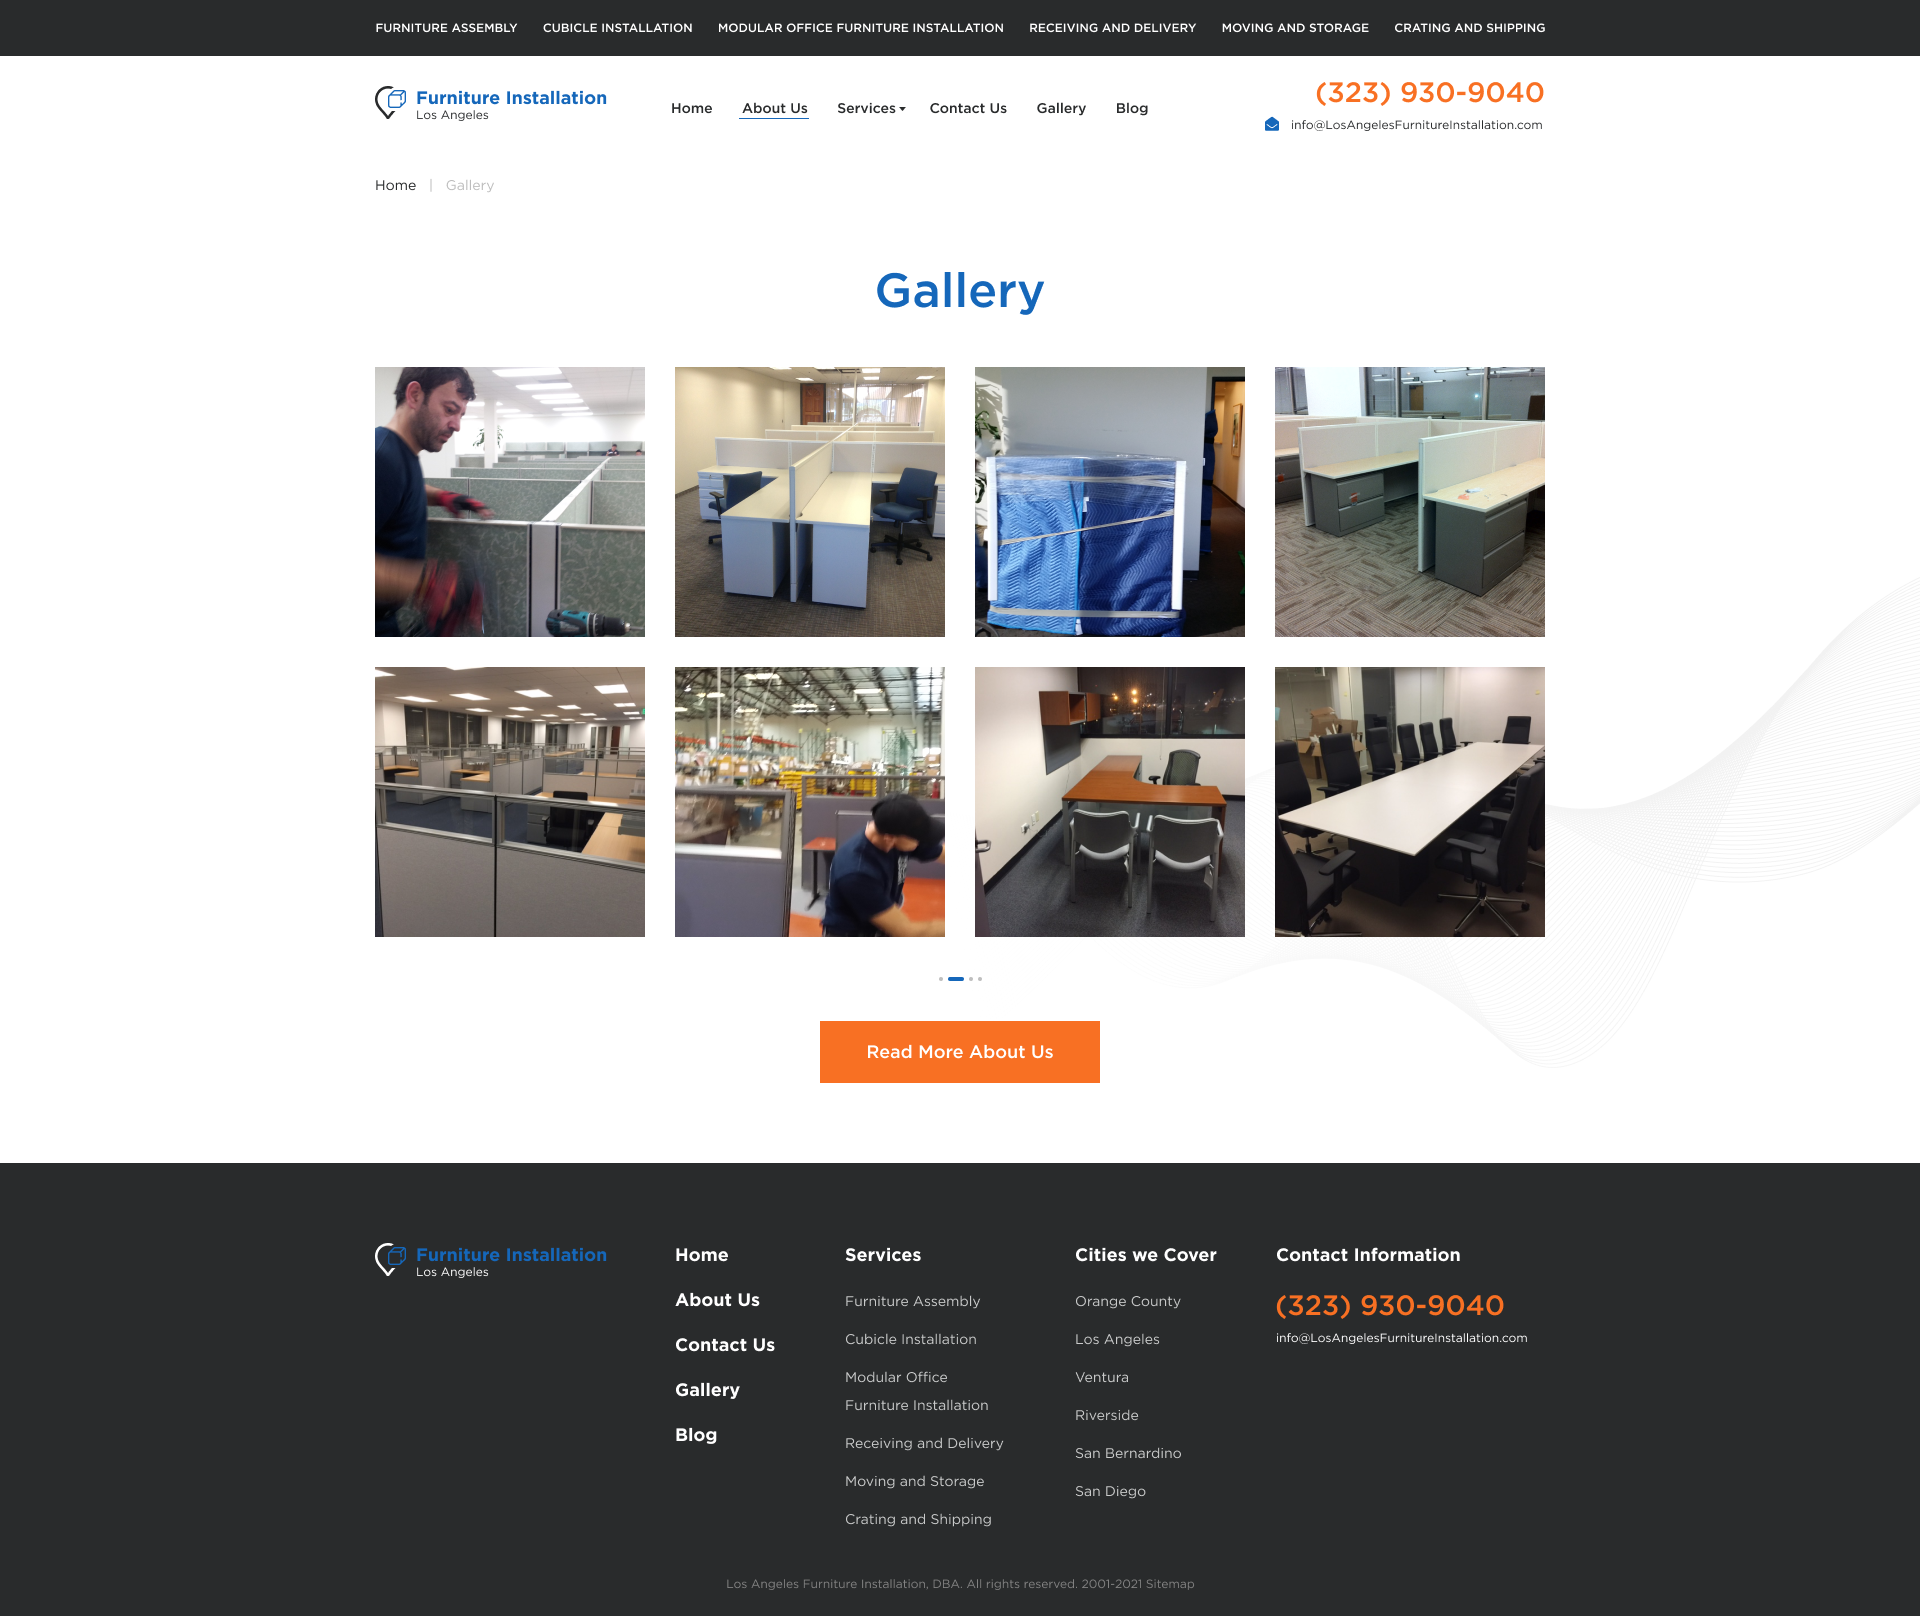 FURNITURE ASSEMBLY CUBICLE INSTALLATION MODULAR OFFICE FURNITURE INSTALLATION RECEIVING AND DELIVERY MOVING AND STORAGE CRATING AND SHIPPING
Furniture Installation
Los Angeles
Home About Us Services Contact Us Gallery Blog
(323) 930-9040
info@LosAngelesFurnitureInstallation.com
Home | Gallery
Gallery
Read More About Us
Furniture Installation
Los Angeles
Home
About Us
Contact Us
Gallery
Blog
Services
Furniture Assembly
Cubicle Installation
Modular Office
Furniture Installation
Receiving and Delivery
Moving and Storage
Crating and Shipping
Cities we Cover
Orange County
Los Angeles
Ventura
Riverside
San Bernardino
San Diego
Contact Information
(323) 930-9040
info@LosAngelesFurnitureInstallation.com
Los Angeles Furniture Installation, DBA. All rights reserved. 2001-2021 Sitemap